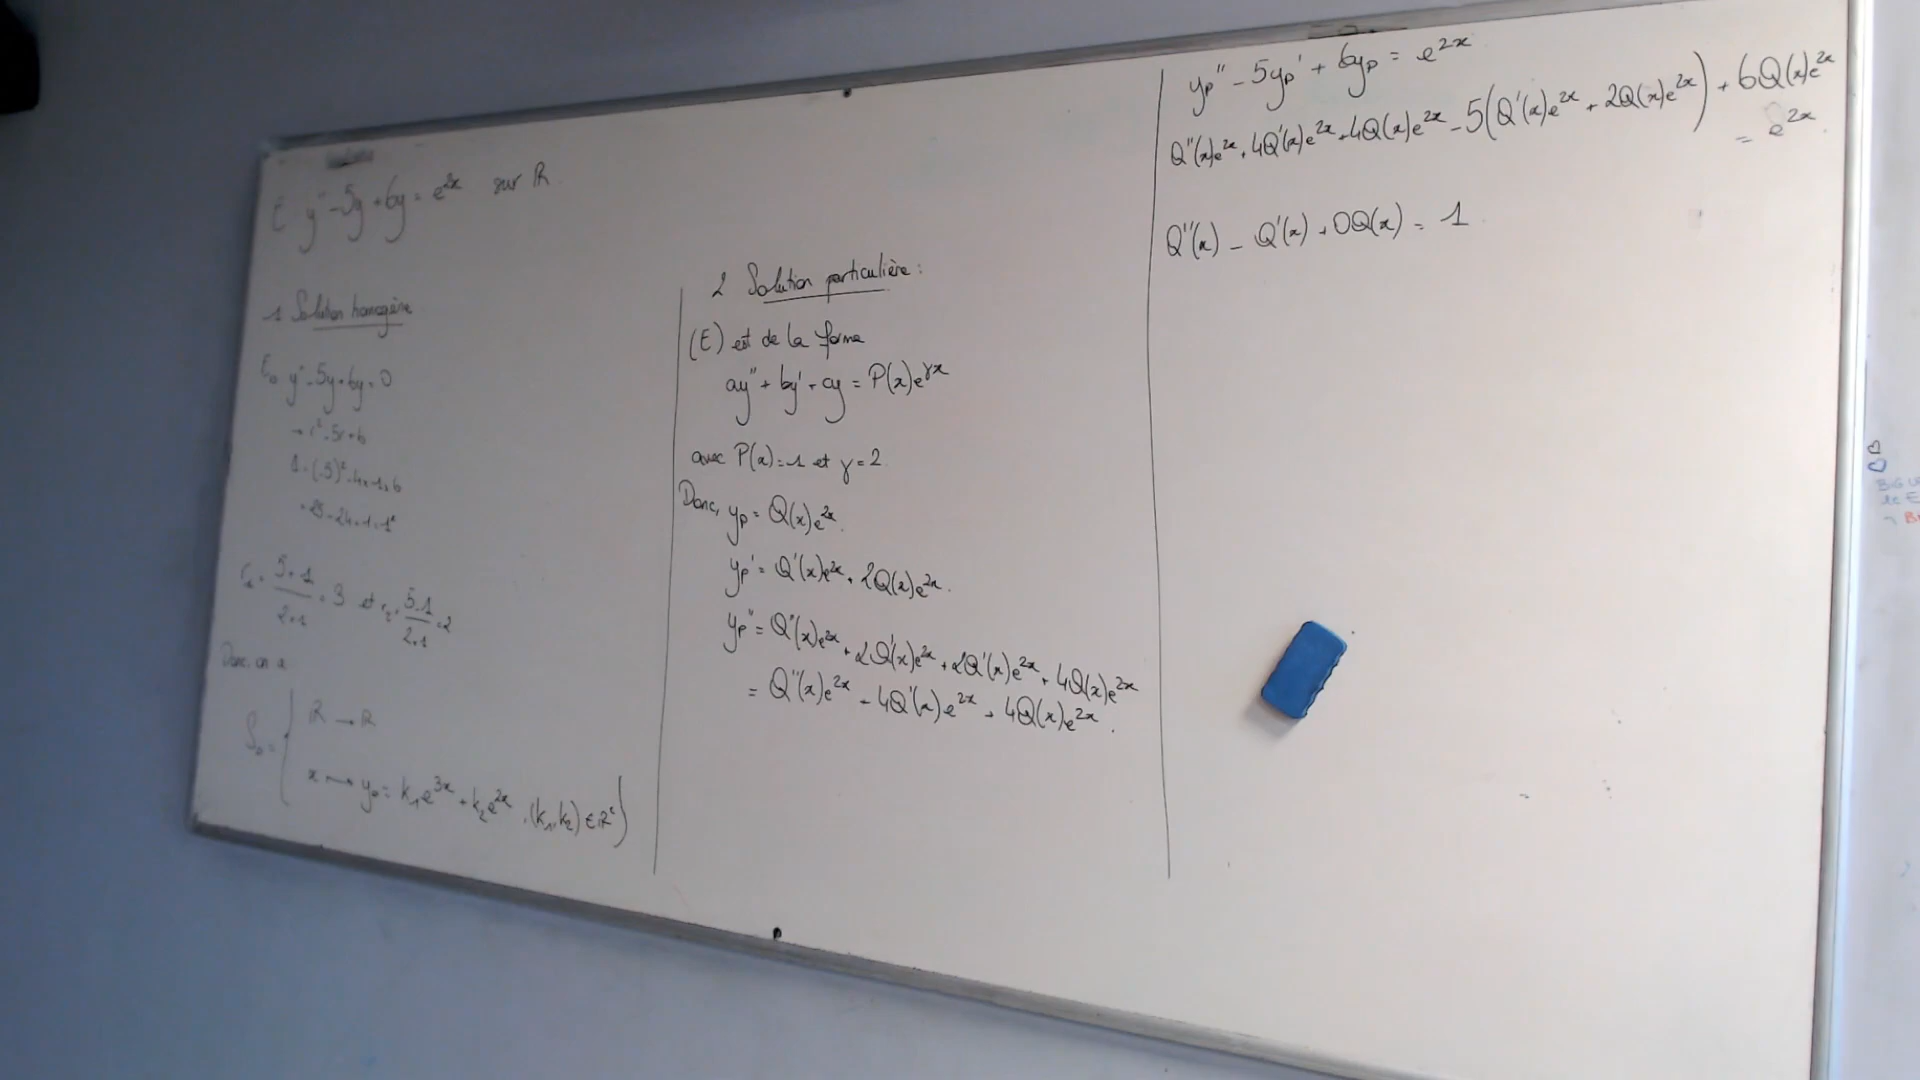 E y" - 5y + 6y = e^{2x} sur ℝ
1 Solution homogène
E₀ y" - 5y + 6y = 0
→ r² - 5r + 6
= 25 - 24 = 1 = 1²
r₁ = (5+1)/(2×1) = 3 et r₂ = (5-1)/(2×1) = 2
Donc, on a
S₀ = { ℝ → ℝ
x ⟼ y₀ = k₁e^{3x} + k₂e^{2x}, (k₁,k₂) ∈ ℝ² }
2 Solution particulière :
(E) est de la forme
ay" + by' + cy = P(x)e^{γx}
avec P(x) = 1 et γ = 2
Donc, yp = Q(x)e^{2x}.
yp' = Q'(x)e^{2x} + 2Q(x)e^{2x}.
yp" = Q"(x)e^{2x} + 2Q'(x)e^{2x} + 2Q'(x)e^{2x} + 4Q(x)e^{2x}
= Q"(x)e^{2x} + 4Q'(x)e^{2x} + 4Q(x)e^{2x}.
yp" - 5yp' + 6yp = e^{2x}
Q"(x)e^{2x} + 4Q'(x)e^{2x} + 4Q(x)e^{2x} - 5(Q'(x)e^{2x} + 2Q(x)e^{2x}) + 6Q(x)e^{2x}
= e^{2x}.
Q"(x) - Q'(x) + 0Q(x) = 1